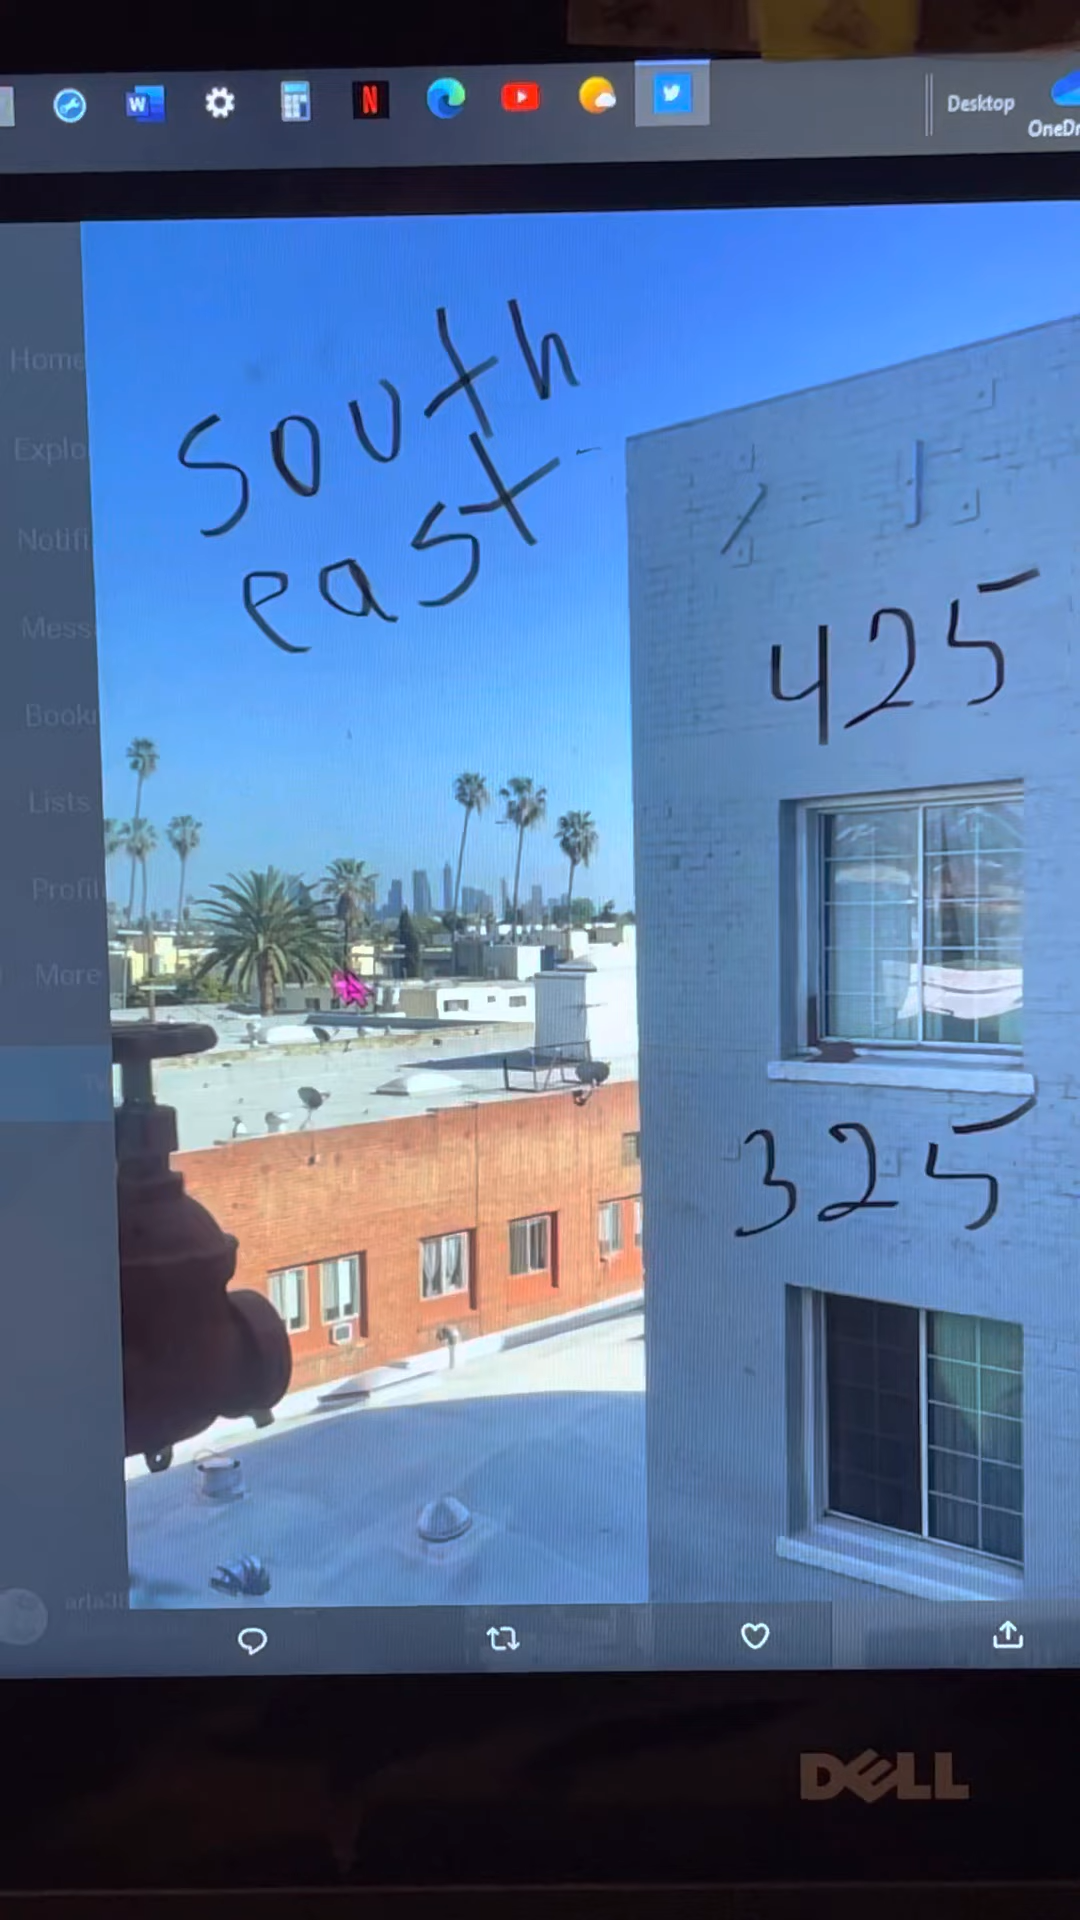 W
N
Desktop
OneDr
Home
Explo
Notifi
Mess
Book
Lists
Profil
More
south
east
425
325
DELL